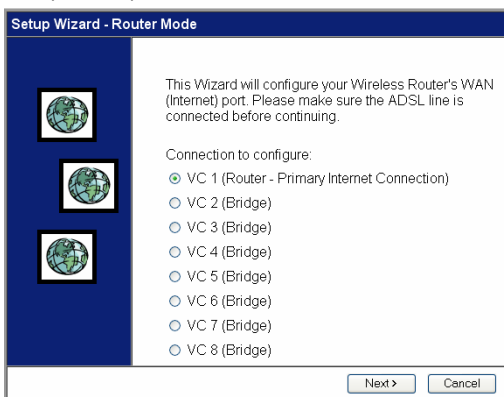 Setup Wizard - Router Mode
This Wizard will configure your Wireless Router's WAN
(Internet) port. Please make sure the ADSL line is
connected before continuing.
Connection to configure:
VC 1 (Router - Primary Internet Connection)
VC 2 (Bridge)
VC 3 (Bridge)
VC 4 (Bridge)
VC 5 (Bridge)
VC 6 (Bridge)
VC 7 (Bridge)
VC 8 (Bridge)
Next >
Cancel